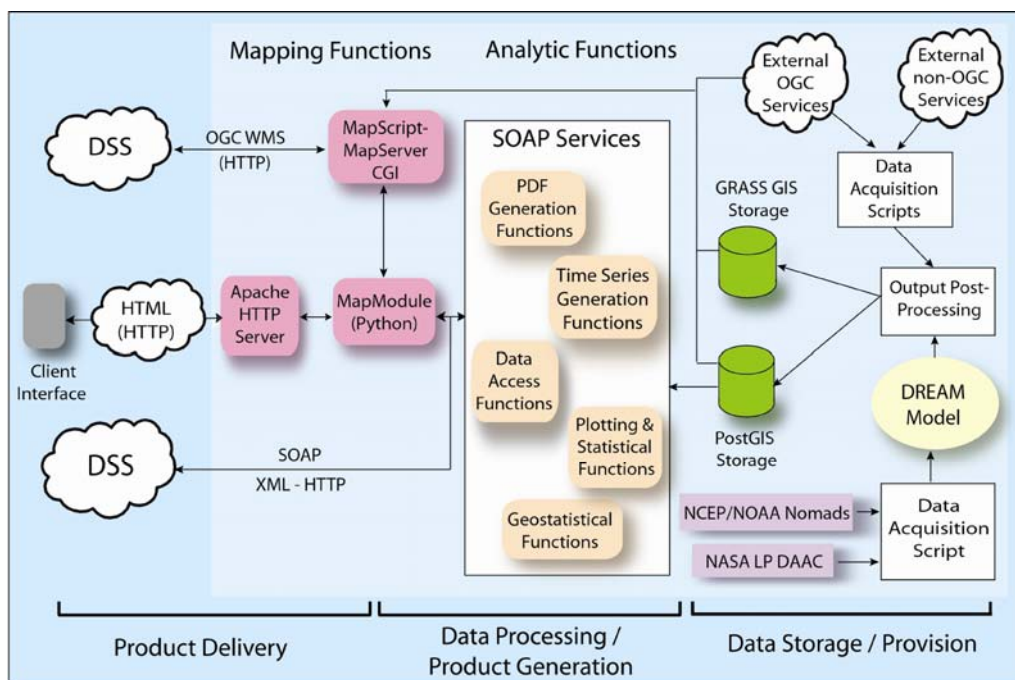 Mapping Functions
Analytic Functions
External
OGC
Services
External
non-OGC
Services
DSS
OGC WMS
(HTTP)
MapScript-
MapServer
CGI
SOAP Services
PDF
Generation
Functions
Time Series
Generation
Functions
Data
Access
Functions
Plotting &
Statistical
Functions
Geostatistical
Functions
GRASS GIS
Storage
Data
Acquisition
Scripts
Client
Interface
HTML
(HTTP)
Apache
HTTP
Server
MapModule
(Python)
Output Post-
Processing
DREAM
Model
PostGIS
Storage
DSS
SOAP
XML - HTTP
NCEP/NOAA Nomads
NASA LP DAAC
Data
Acquisition
Script
Product Delivery
Data Processing /
Product Generation
Data Storage / Provision